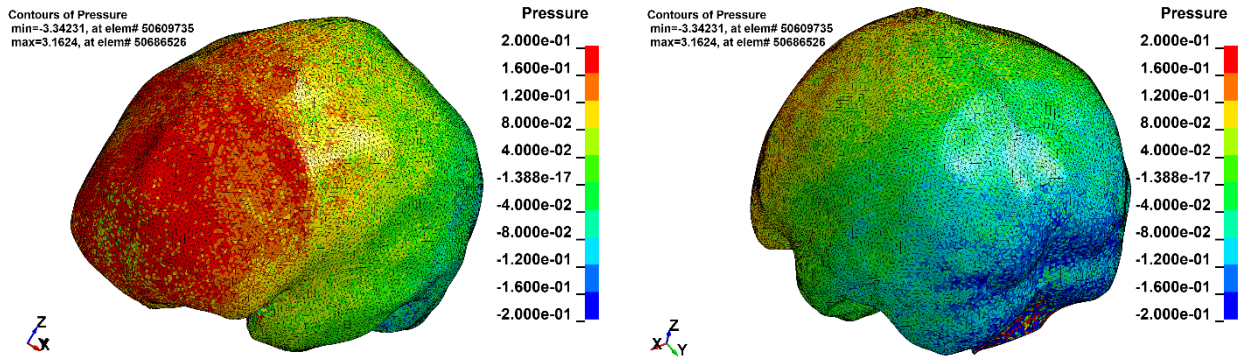 Contours of Pressure
min=-3.34231, at elem# 50609735
max=3.1624, at elem# 50686526
Pressure
2.000e-01
1.600e-01
1.200e-01
8.000e-02
4.000e-02
-1.388e-17
-4.000e-02
-8.000e-02
-1.200e-01
-1.600e-01
-2.000e-01
Z
X
Contours of Pressure
min=-3.34231, at elem# 50609735
max=3.1624, at elem# 50686526
Pressure
2.000e-01
1.600e-01
1.200e-01
8.000e-02
4.000e-02
-1.388e-17
-4.000e-02
-8.000e-02
-1.200e-01
-1.600e-01
-2.000e-01
Z
X
Y